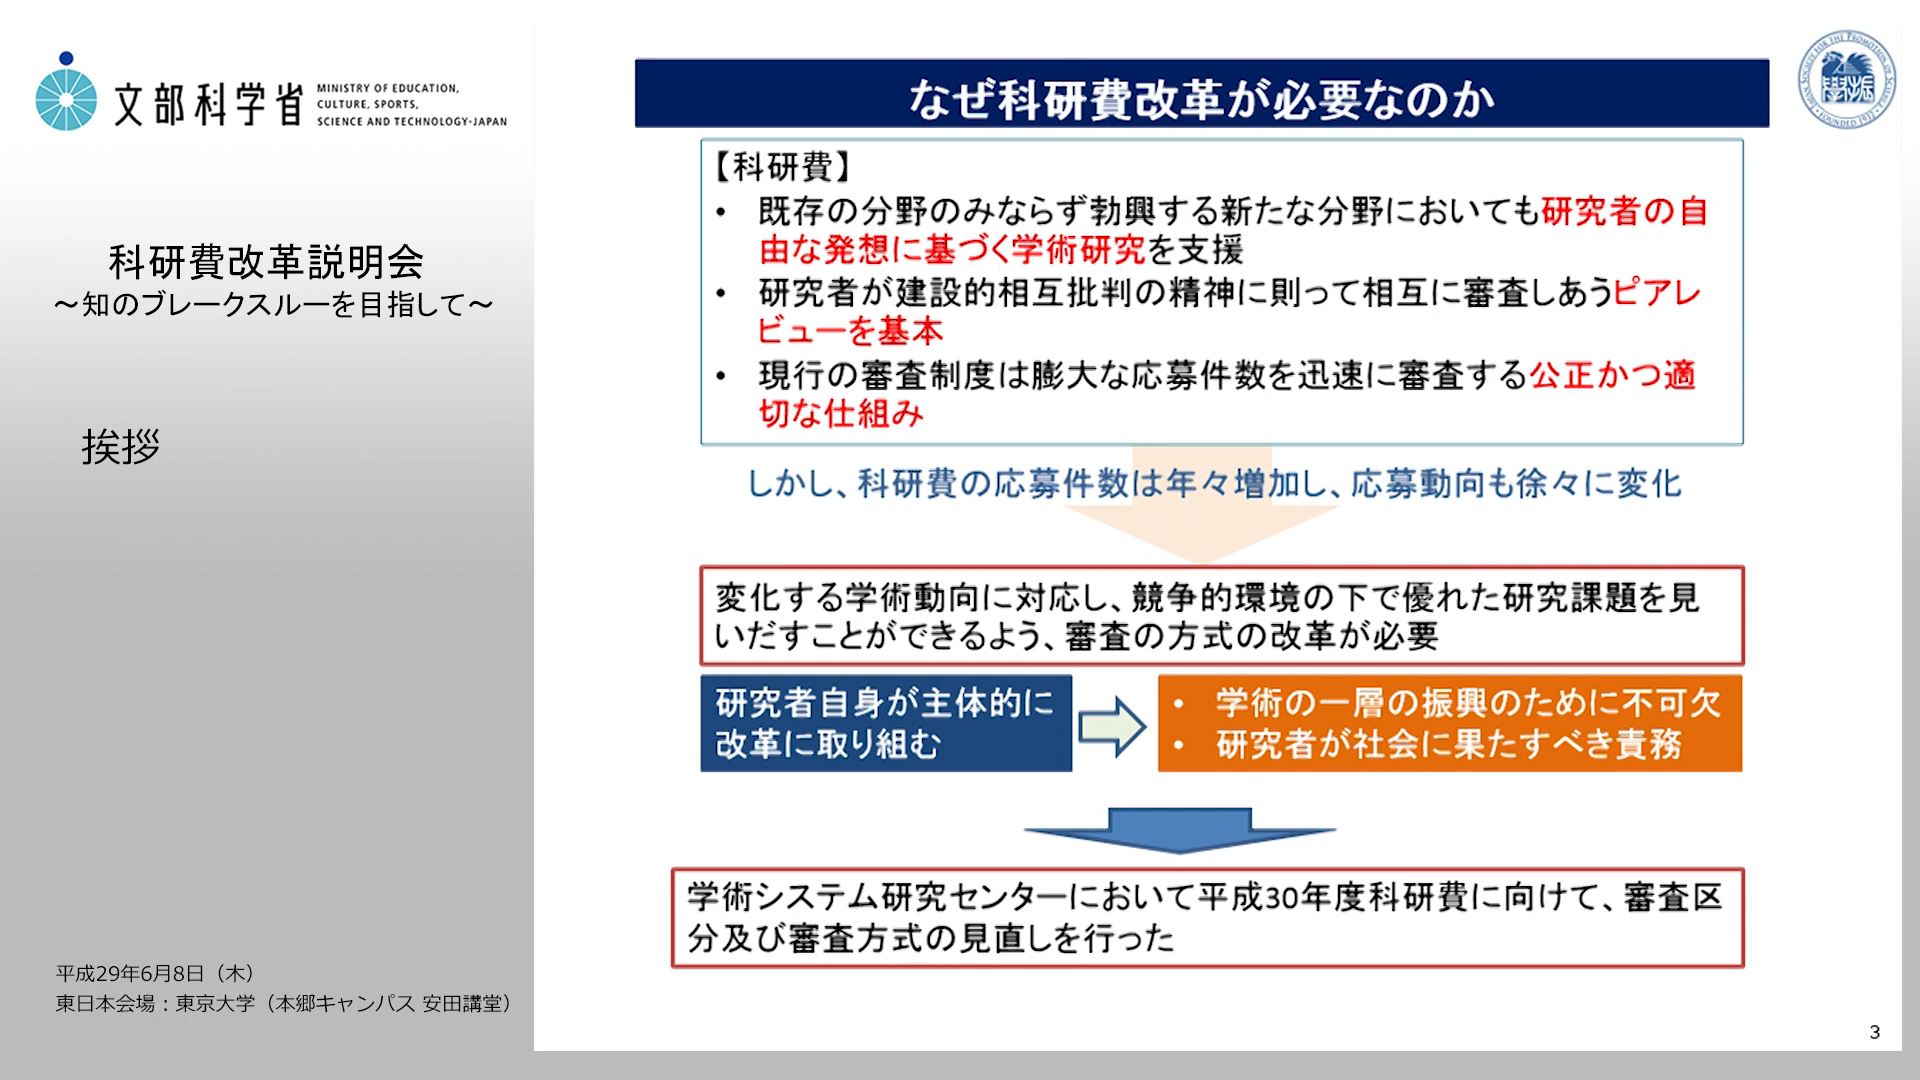 文部科学省
MINISTRY OF EDUCATION,
CULTURE, SPORTS,
SCIENCE AND TECHNOLOGY-JAPAN
科研費改革説明会
～知のブレークスルーを目指して～
挨拶
平成29年6月8日（木）
東日本会場：東京大学（本郷キャンパス 安田講堂）
なぜ科研費改革が必要なのか
【科研費】
• 既存の分野のみならず勃興する新たな分野においても研究者の自
由な発想に基づく学術研究を支援
• 研究者が建設的相互批判の精神に則って相互に審査しあうピアレ
ビューを基本
• 現行の審査制度は膨大な応募件数を迅速に審査する公正かつ適
切な仕組み
しかし、科研費の応募件数は年々増加し、応募動向も徐々に変化
変化する学術動向に対応し、競争的環境の下で優れた研究課題を見
いだすことができるよう、審査の方式の改革が必要
研究者自身が主体的に
改革に取り組む
• 学術の一層の振興のために不可欠
• 研究者が社会に果たすべき責務
学術システム研究センターにおいて平成30年度科研費に向けて、審査区
分及び審査方式の見直しを行った
3